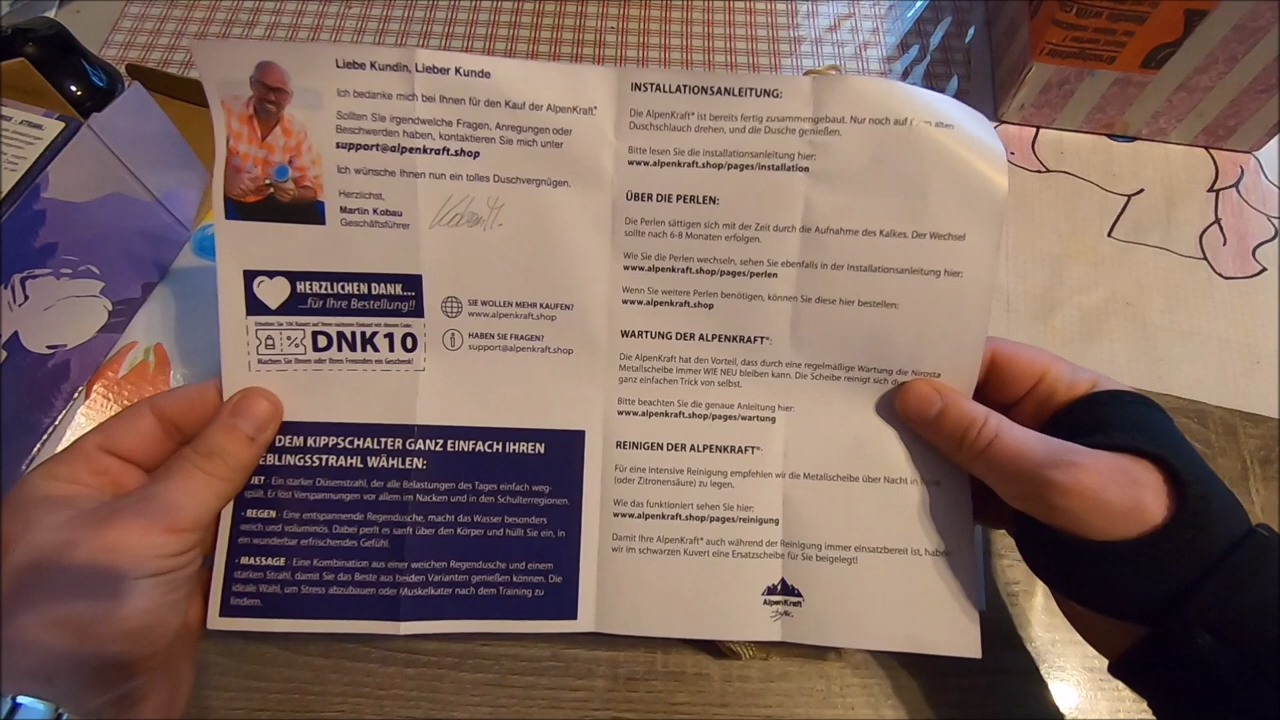 Liebe Kundin, Lieber Kunde
Ich bedanke mich bei Ihnen für den Kauf der AlpenKraft®
Sollten Sie irgendwelche Fragen, Anregungen oder
Beschwerden haben, kontaktieren Sie mich unter
support@alpenkraft.shop
Ich wünsche Ihnen nun ein tolles Duschvergnügen.
Herzlichst,
Martin Kobau
Geschäftsführer
HERZLICHEN DANK...
...für Ihre Bestellung!!
Erhalten Sie 10€ Rabatt auf Ihren nächsten Einkauf mit diesem Code:
DNK10
Machen Sie Ihnen oder Ihren Freunden ein Geschenk!
SIE WOLLEN MEHR KAUFEN?
www.alpenkraft.shop
HABEN SIE FRAGEN?
support@alpenkraft.shop
DEM KIPPSCHALTER GANZ EINFACH IHREN
EBLINGSSTRAHL WÄHLEN:
JET - Ein starker Düsenstrahl, der alle Belastungen des Tages einfach weg-
spült. Er löst Verspannungen vor allem im Nacken und in den Schulterregionen.
- REGEN - Eine entspannende Regendusche, macht das Wasser besonders
weich und voluminös. Dabei perlt es sanft über den Körper und hüllt Sie ein, in
ein wunderbar erfrischendes Gefühl.
- MASSAGE - Eine Kombination aus einer weichen Regendusche und einem
starken Strahl, damit Sie das Beste aus beiden Varianten genießen können. Die
ideale Wahl, um Stress abzubauen oder Muskelkater nach dem Training zu
lindern.
INSTALLATIONSANLEITUNG:
Die AlpenKraft® ist bereits fertig zusammengebaut. Nur noch auf alten
Duschschlauch drehen, und die Dusche genießen.
Bitte lesen Sie die installationsanleitung hier:
www.alpenkraft.shop/pages/installation
ÜBER DIE PERLEN:
Die Perlen sättigen sich mit der Zeit durch die Aufnahme des Kalkes. Der Wechsel
sollte nach 6-8 Monaten erfolgen.
Wie Sie die Perlen wechseln, sehen Sie ebenfalls in der Installationsanleitung hier:
www.alpenkraft.shop/pages/perlen
Wenn Sie weitere Perlen benötigen, können Sie diese hier bestellen:
www.alpenkraft.shop
WARTUNG DER ALPENKRAFT®:
Die AlpenKraft hat den Vorteil, dass durch eine regelmäßige Wartung die Nirosta
Metallscheibe immer WIE NEU bleiben kann. Die Scheibe reinigt sich
ganz einfachen Trick von selbst.
Bitte beachten Sie die genaue Anleitung hier:
www.alpenkraft.shop/pages/wartung
REINIGEN DER ALPENKRAFT®:
Für eine intensive Reinigung empfehlen wir die Metallscheibe über Nacht in
(oder Zitronensäure) zu legen.
Wie das funktioniert sehen Sie hier:
www.alpenkraft.shop/pages/reinigung
Damit Ihre AlpenKraft® auch während der Reinigung immer einsatzbereit ist, habe
wir im schwarzen Kuvert eine Ersatzscheibe für Sie beigelegt!
AlpenKraft